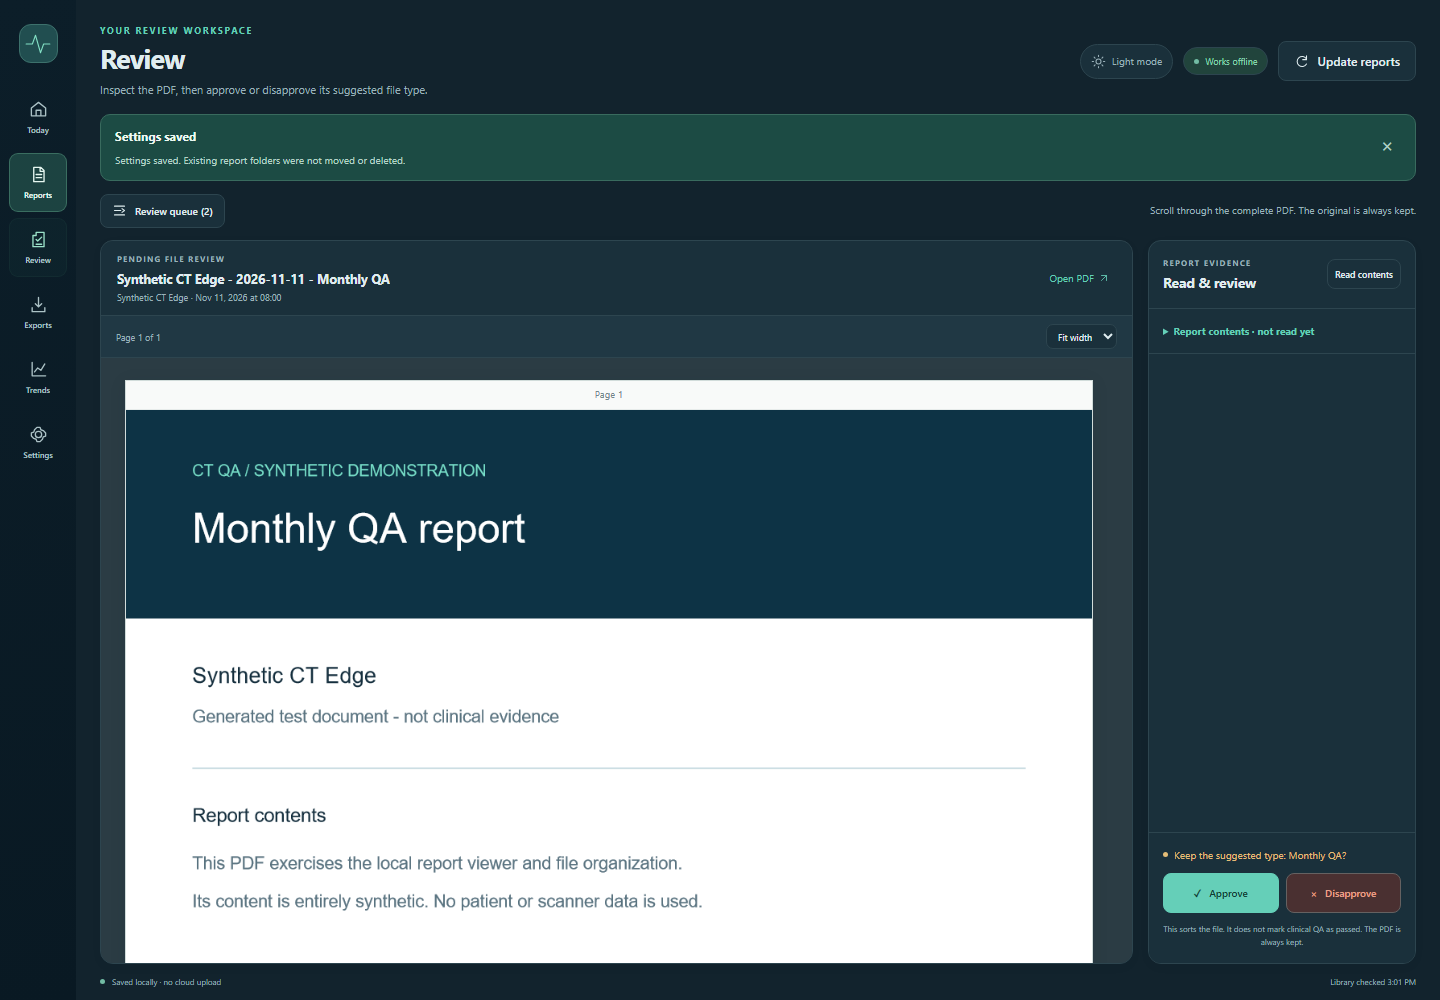 YOUR REVIEW WORKSPACE
Review
Inspect the PDF, then approve or disapprove its suggested file type.
Light mode
Works offline
Update reports
Today
Reports
Review
Exports
Trends
Settings
Settings saved
Settings saved. Existing report folders were not moved or deleted.
Review queue (2)
Scroll through the complete PDF. The original is always kept.
PENDING FILE REVIEW
Synthetic CT Edge - 2026-11-11 - Monthly QA
Synthetic CT Edge · Nov 11, 2026 at 08:00
Open PDF
Page 1 of 1
Fit width
Page 1
CT QA / SYNTHETIC DEMONSTRATION
Monthly QA report
Synthetic CT Edge
Generated test document - not clinical evidence
Report contents
This PDF exercises the local report viewer and file organization.
Its content is entirely synthetic. No patient or scanner data is used.
REPORT EVIDENCE
Read & review
Read contents
Report contents · not read yet
Keep the suggested type: Monthly QA?
Approve
Disapprove
This sorts the file. It does not mark clinical QA as passed. The PDF is
always kept.
Saved locally · no cloud upload
Library checked 3:01 PM